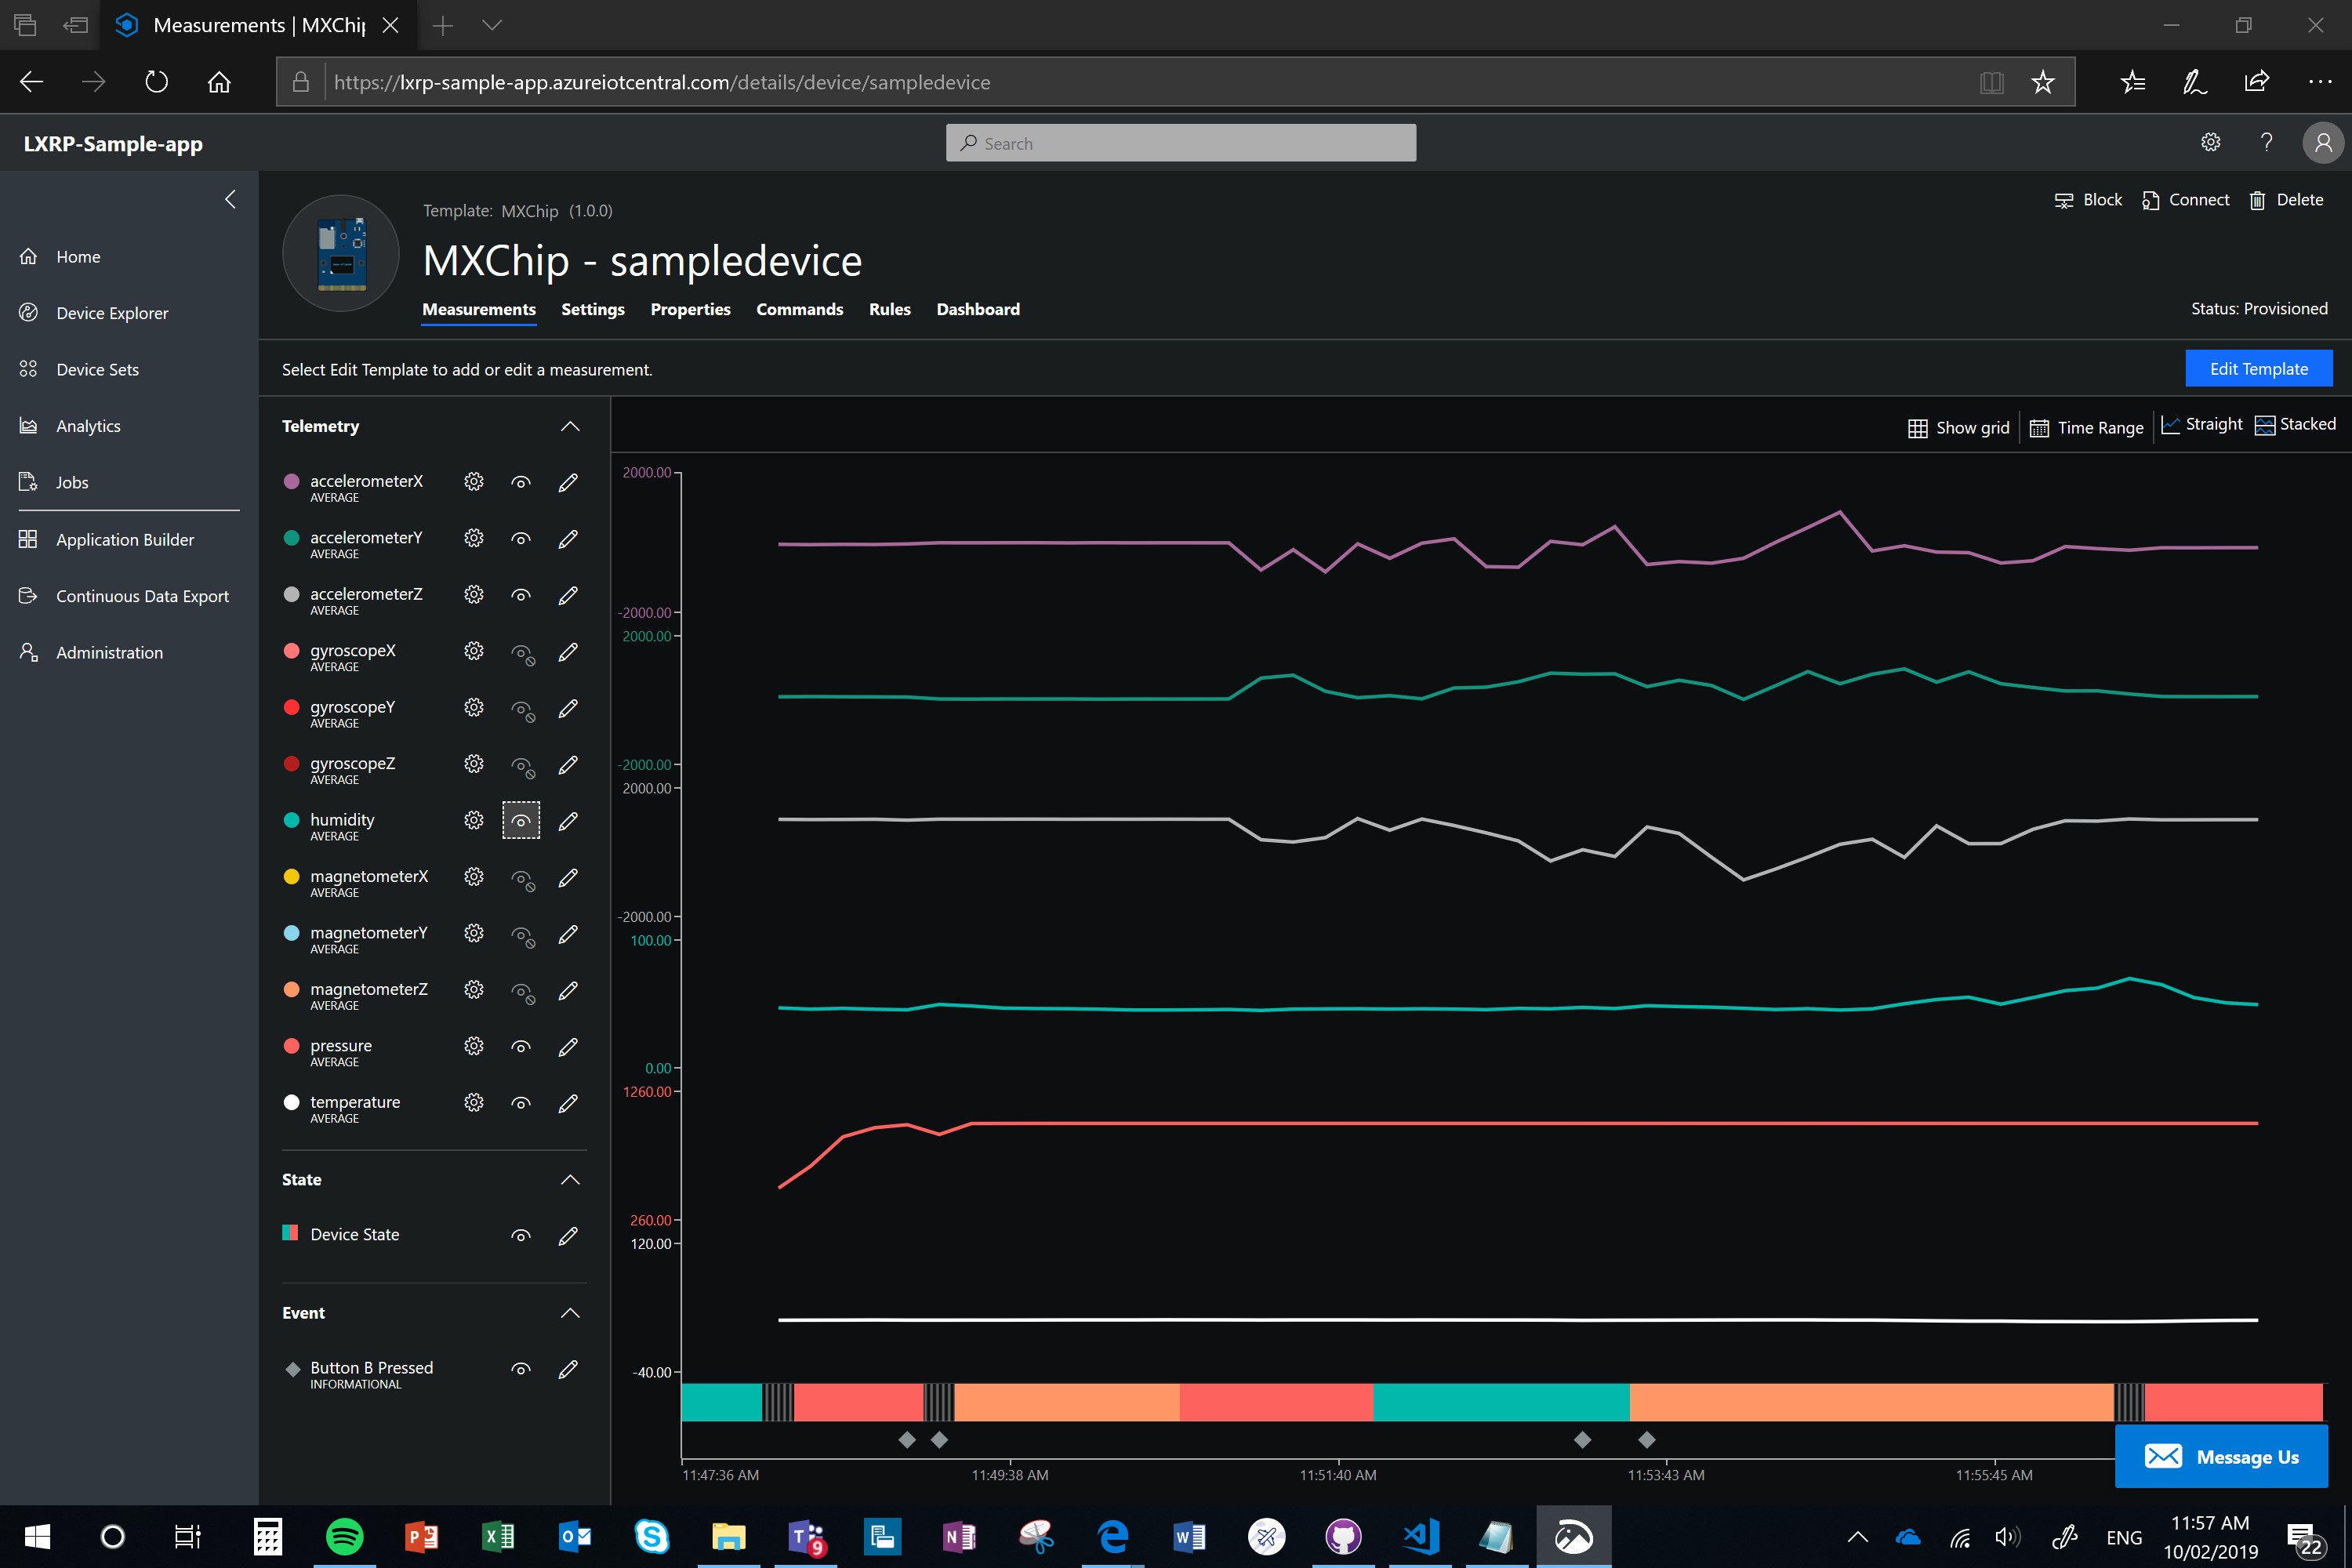 Measurements | MXChip
https://lxrp-sample-app.azureiotcentral.com/details/device/sampledevice
LXRP-Sample-app
Search
Block
Connect
Delete
Template: MXChip (1.0.0)
MXChip - sampledevice
Measurements
Settings
Properties
Commands
Rules
Dashboard
Status: Provisioned
Home
Device Explorer
Device Sets
Analytics
Jobs
Application Builder
Continuous Data Export
Administration
Select Edit Template to add or edit a measurement.
Edit Template
Telemetry
accelerometerX
AVERAGE
accelerometerY
AVERAGE
accelerometerZ
AVERAGE
gyroscopeX
AVERAGE
gyroscopeY
AVERAGE
gyroscopeZ
AVERAGE
humidity
AVERAGE
magnetometerX
AVERAGE
magnetometerY
AVERAGE
magnetometerZ
AVERAGE
pressure
AVERAGE
temperature
AVERAGE
State
Device State
Event
Button B Pressed
INFORMATIONAL
Show grid
Time Range
Straight
Stacked
2000.00
-2000.00
2000.00
-2000.00
2000.00
-2000.00
100.00
0.00
1260.00
260.00
120.00
-40.00
11:47:36 AM
11:49:38 AM
11:51:40 AM
11:53:43 AM
11:55:45 AM
Message Us
9
ENG
11:57 AM
10/02/2019
22